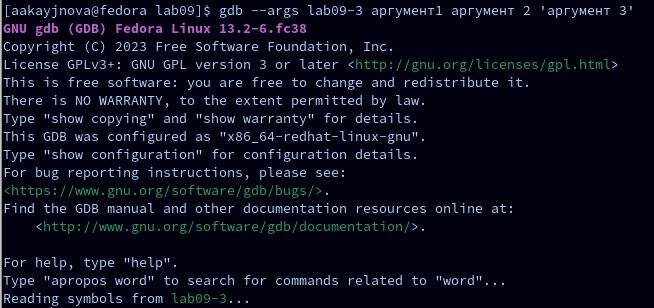 [aakayjnova@fedora lab09]$ gdb --args lab09-3 аргумент1 аргумент 2 'аргумент 3'
GNU gdb (GDB) Fedora Linux 13.2-6.fc38
Copyright (C) 2023 Free Software Foundation, Inc.
License GPLv3+: GNU GPL version 3 or later <http://gnu.org/licenses/gpl.html>
This is free software: you are free to change and redistribute it.
There is NO WARRANTY, to the extent permitted by law.
Type "show copying" and "show warranty" for details.
This GDB was configured as "x86_64-redhat-linux-gnu".
Type "show configuration" for configuration details.
For bug reporting instructions, please see:
<https://www.gnu.org/software/gdb/bugs/>.
Find the GDB manual and other documentation resources online at:
<http://www.gnu.org/software/gdb/documentation/>.
For help, type "help".
Type "apropos word" to search for commands related to "word"...
Reading symbols from lab09-3...